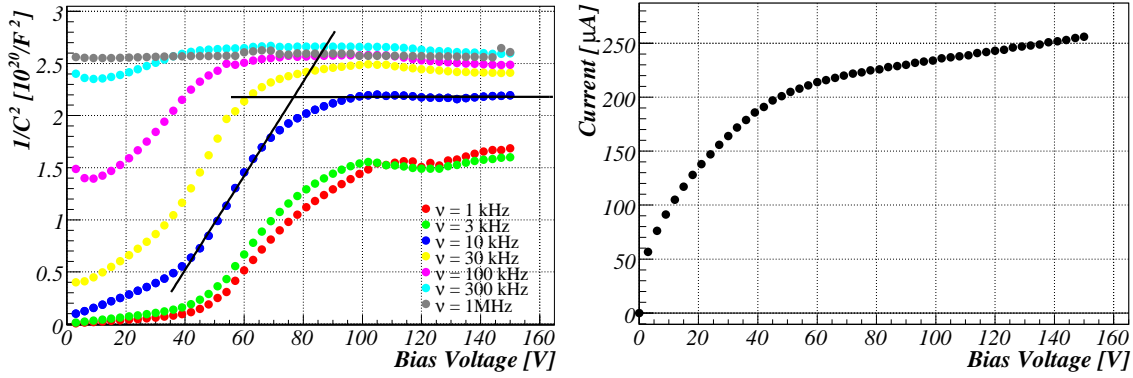 1/C² [10²⁰/F²]
3
2.5
2
1.5
1
0.5
0
0 20 40 60 80 100 120 140 160
Bias Voltage [V]
ν = 1 kHz
ν = 3 kHz
ν = 10 kHz
ν = 30 kHz
ν = 100 kHz
ν = 300 kHz
ν = 1MHz
Current [ μA]
250
200
150
100
50
0
0 20 40 60 80 100 120 140 160
Bias Voltage [V]